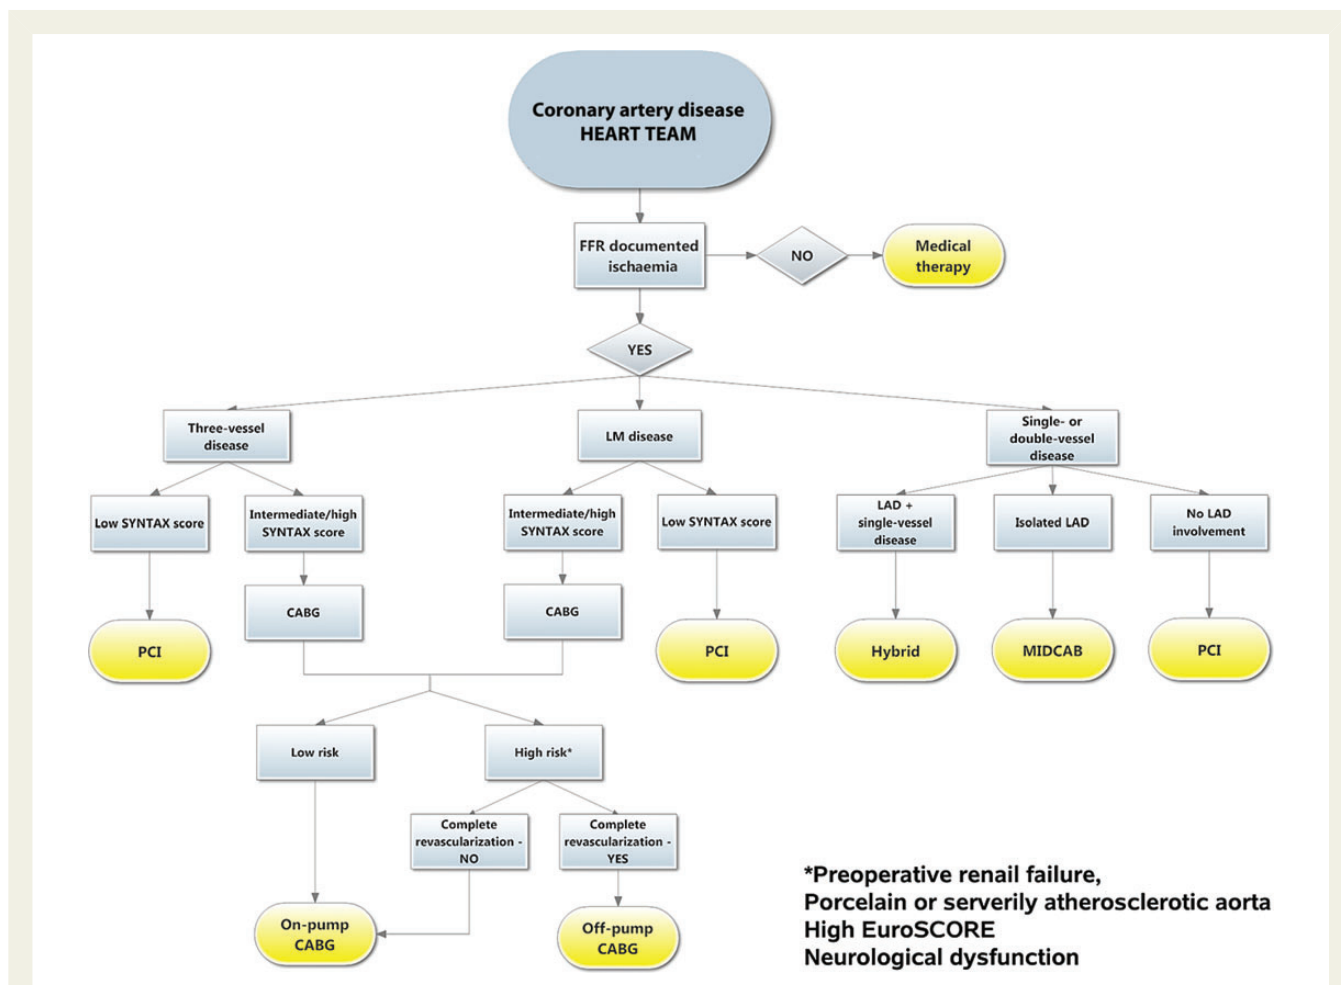 Coronary artery disease
HEART TEAM
FFR documented
ischaemia
NO
Medical
therapy
YES
Three-vessel
disease
LM disease
Single- or
double-vessel
disease
Low SYNTAX score
Intermediate/high
SYNTAX score
Intermediate/high
SYNTAX score
Low SYNTAX score
LAD +
single-vessel
disease
Isolated LAD
No LAD
involvement
CABG
CABG
PCI
PCI
Hybrid
MIDCAB
PCI
Low risk
High risk*
Complete
revascularization -
NO
Complete
revascularization -
YES
On-pump
CABG
Off-pump
CABG
*Preoperative renail failure,
Porcelain or serverily atherosclerotic aorta
High EuroSCORE
Neurological dysfunction